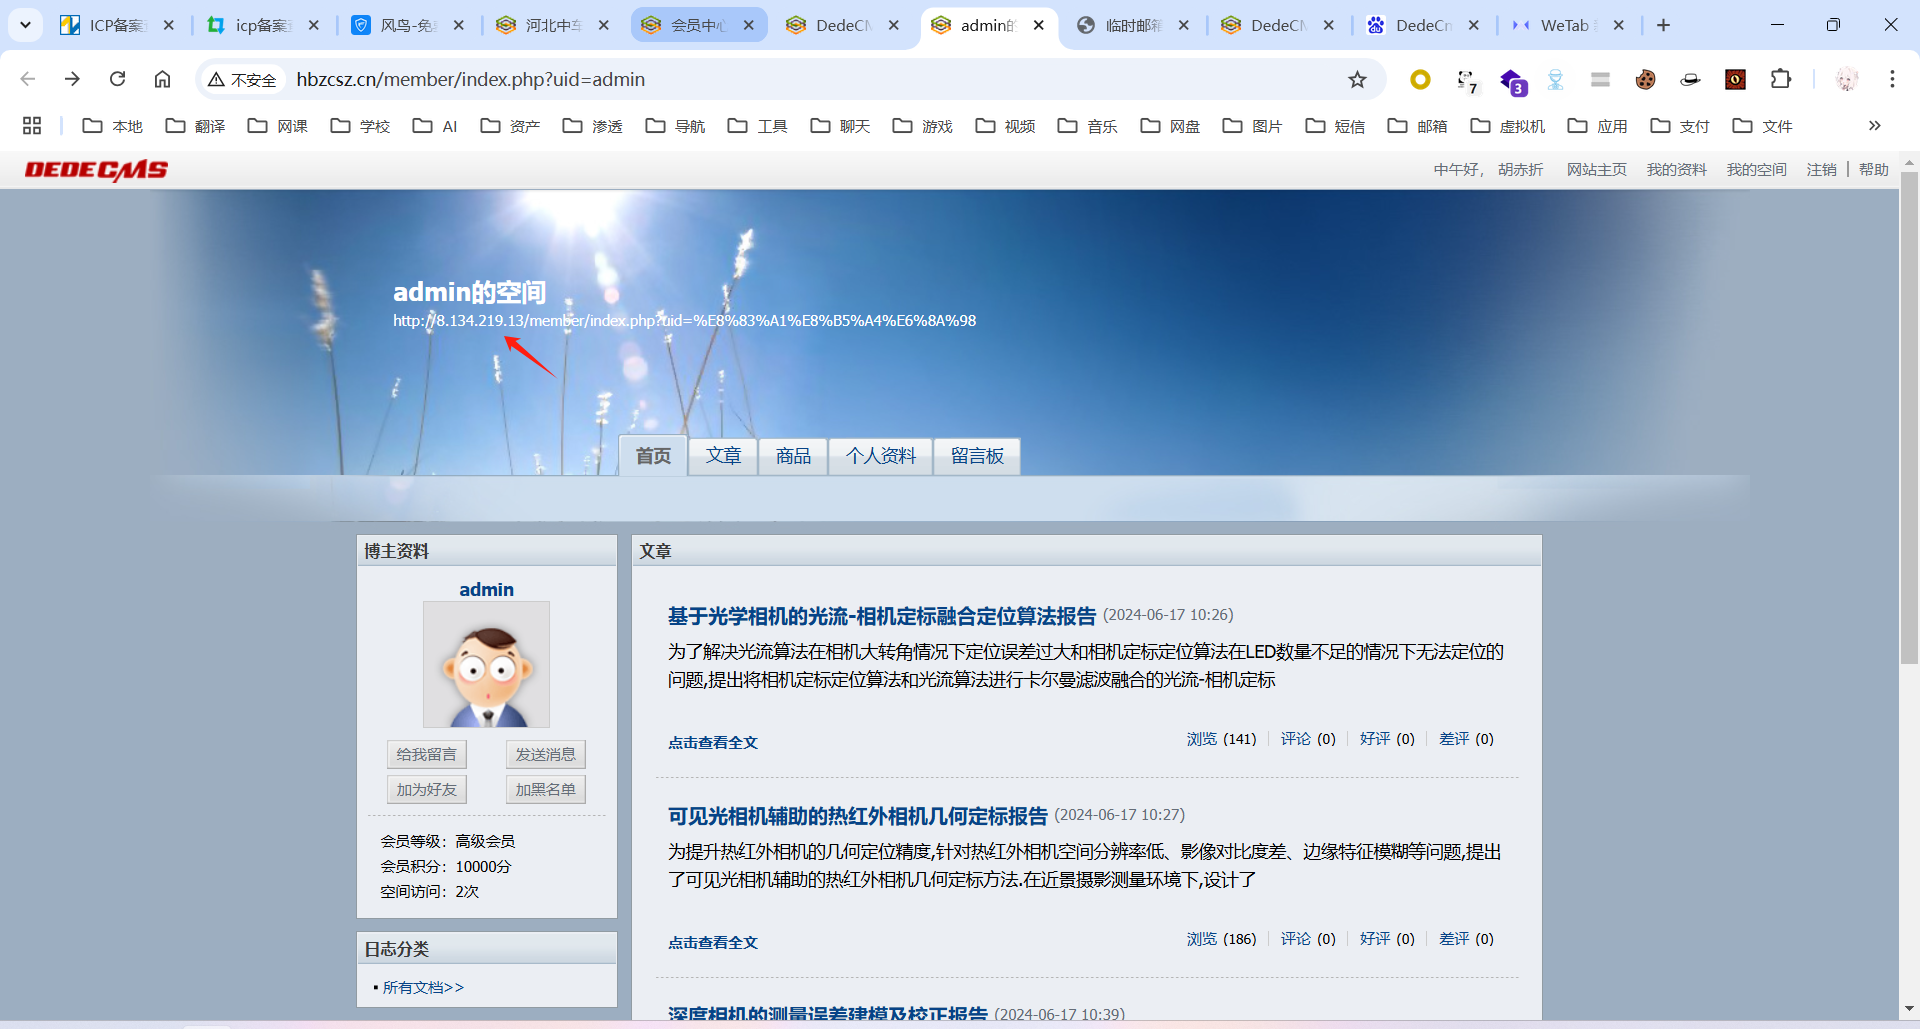 ICP备案
icp备案
风鸟-免
河北中车
会员中心
DedeCM
admin的
临时邮箱
DedeCM
DedeCm
WeTab
不安全
hbzcsz.cn/member/index.php?uid=admin
7
3
本地
翻译
网课
学校
AI
资产
渗透
导航
工具
聊天
游戏
视频
音乐
网盘
图片
短信
邮箱
虚拟机
应用
支付
文件
DEDECMS
中午好, 胡赤折 网站主页 我的资料 我的空间 注销 | 帮助
admin的空间
http://8.134.219.13/member/index.php?uid=%E8%83%A1%E8%B5%A4%E6%8A%98
首页 文章 商品 个人资料 留言板
博主资料
admin
给我留言 发送消息
加为好友 加黑名单
会员等级：高级会员
会员积分：10000分
空间访问：2次
日志分类
所有文档>>
文章
基于光学相机的光流-相机定标融合定位算法报告 (2024-06-17 10:26)
为了解决光流算法在相机大转角情况下定位误差过大和相机定标定位算法在LED数量不足的情况下无法定位的
问题,提出将相机定标定位算法和光流算法进行卡尔曼滤波融合的光流-相机定标
点击查看全文 浏览 (141) 评论 (0) 好评 (0) 差评 (0)
可见光相机辅助的热红外相机几何定标报告 (2024-06-17 10:27)
为提升热红外相机的几何定位精度,针对热红外相机空间分辨率低、影像对比度差、边缘特征模糊等问题,提出
了可见光相机辅助的热红外相机几何定标方法.在近景摄影测量环境下,设计了
点击查看全文 浏览 (186) 评论 (0) 好评 (0) 差评 (0)
深度相机的测量误差建模及校正报告 (2024-06-17 10:39)